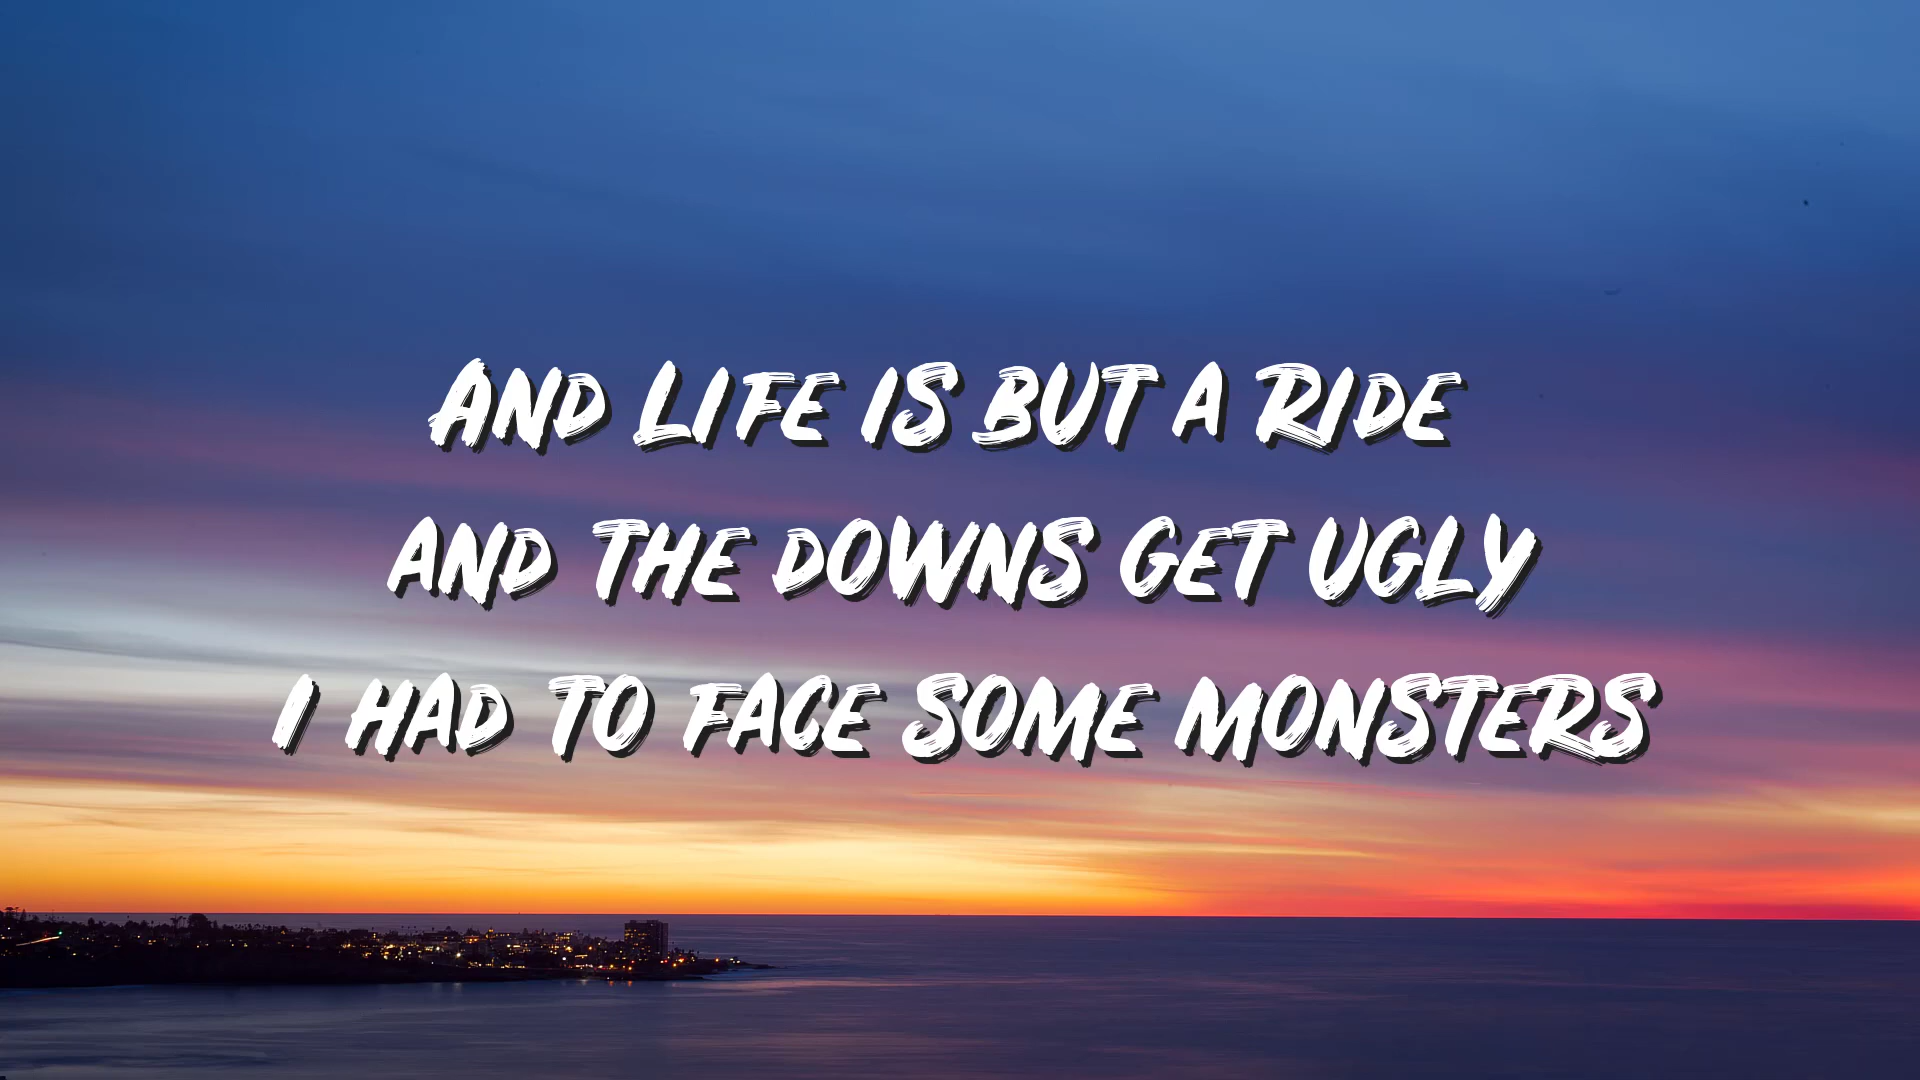 AND LIFE IS BUT A RIDE
AND THE DOWNS GET UGLY
I HAD TO FACE SOME MONSTERS